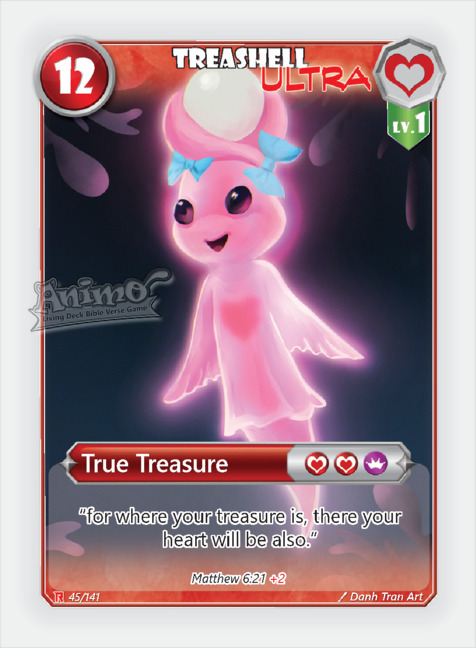 TREASHELL
ULTRA
12
LV.1
Animo
Living Deck Bible Verse Game
True Treasure
“for where your treasure is, there your
heart will be also.”
Matthew 6:21 +2
R 45/141
Danh Tran Art